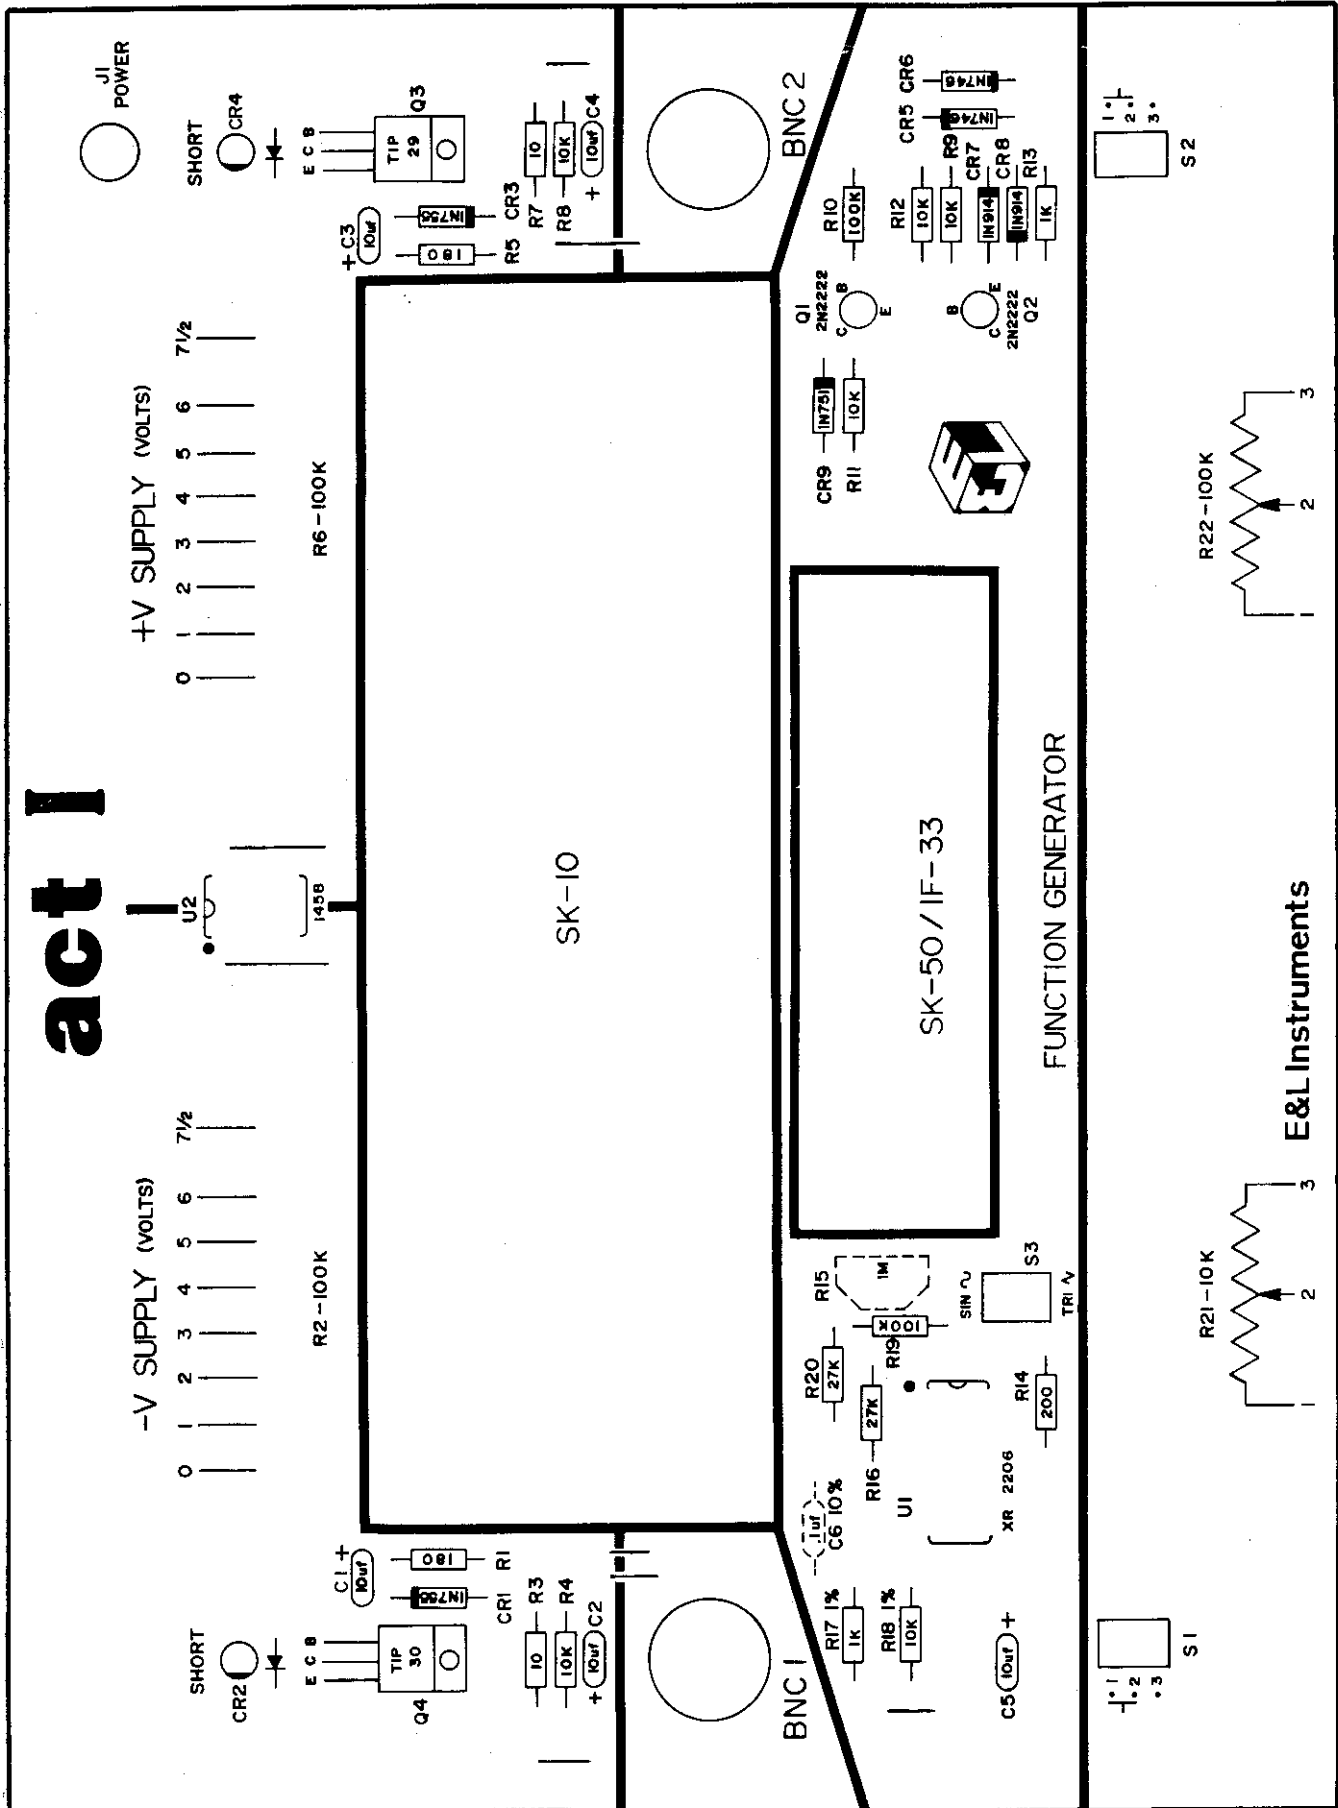 act I
J1
POWER
-V SUPPLY (VOLTS)
0 1 2 3 4 5 6 7½
R2-100K
U2
1458
+V SUPPLY (VOLTS)
0 1 2 3 4 5 6 7½
R6-100K
SHORT
CR2
E C B
TIP
30
Q4
C1 +
10uf
180
R1
1N755
CR1
10
R3
10K
R4
+ 10uf C2
SHORT
CR4
E C B
TIP
29
Q3
+C3
10uf
180
R5
1N755
CR3
R7
10
R8
10K
+ 10uf C4
SK-10
BNC 1
BNC 2
R17 1%
1K
R18 1%
10K
C5 10uf +
1uf
C6 10%
R16
27K
R20
27K
R19
100K
R15
1M
U1
XR 2206
R14
200
SIN
S3
TRI
SK-50/IF-33
FUNCTION GENERATOR
CR9
1N751
R11
10K
Q1
2N2222
C B
E
B
C E
2N2222
Q2
R10
100K
R12
10K
R9
10K
CR7
1N914
CR8
1N914
R13
1K
CR5
1N746
CR6
1N746
1
2
3
S1
1
2
3
S2
R21-10K
1 2 3
E&L Instruments
R22-100K
1 2 3